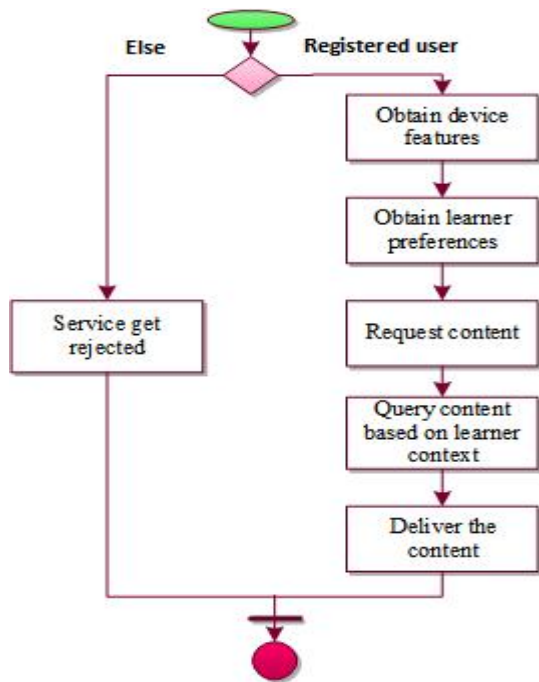 Else
Registered user
Obtain device
features
Obtain learner
preferences
Service get
rejected
Request content
Query content
based on learner
context
Deliver the
content